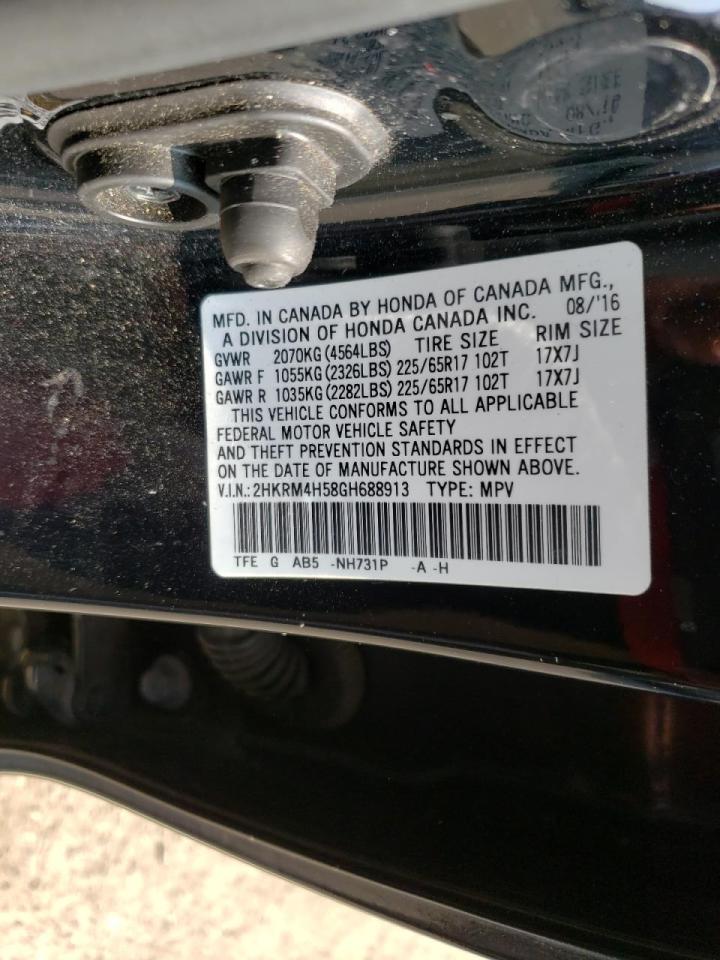 MFD. IN CANADA BY HONDA OF CANADA MFG.,
A DIVISION OF HONDA CANADA INC. 08/'16
GVWR 2070KG (4564LBS) TIRE SIZE RIM SIZE
GAWR F 1055KG (2326LBS) 225/65R17 102T 17X7J
GAWR R 1035KG (2282LBS) 225/65R17 102T 17X7J
THIS VEHICLE CONFORMS TO ALL APPLICABLE
FEDERAL MOTOR VEHICLE SAFETY
AND THEFT PREVENTION STANDARDS IN EFFECT
ON THE DATE OF MANUFACTURE SHOWN ABOVE.
V.I.N.: 2HKRM4H58GH688913 TYPE: MPV
TFE G AB5 -NH731P -A -H